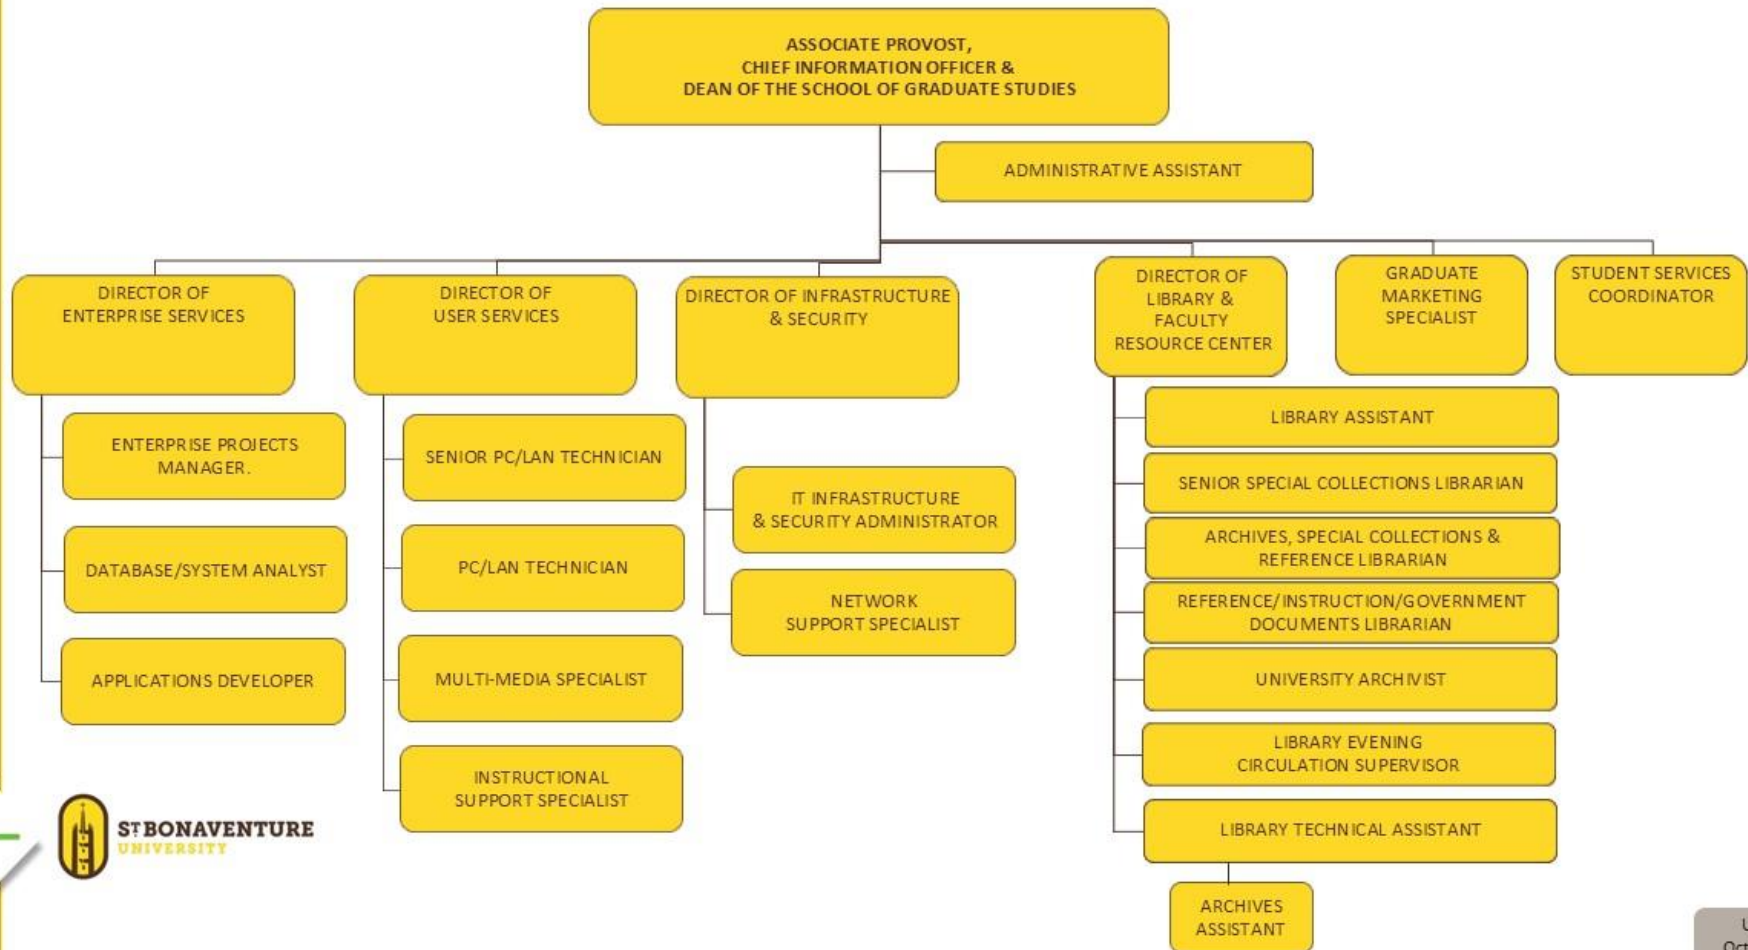 ASSOCIATE PROVOST,
CHIEF INFORMATION OFFICER &
DEAN OF THE SCHOOL OF GRADUATE STUDIES
ADMINISTRATIVE ASSISTANT
DIRECTOR OF
ENTERPRISE SERVICES
ENTERPRISE PROJECTS
MANAGER.
DATABASE/SYSTEM ANALYST
APPLICATIONS DEVELOPER
DIRECTOR OF
USER SERVICES
SENIOR PC/LAN TECHNICIAN
PC/LAN TECHNICIAN
MULTI-MEDIA SPECIALIST
INSTRUCTIONAL
SUPPORT SPECIALIST
DIRECTOR OF INFRASTRUCTURE
& SECURITY
IT INFRASTRUCTURE
& SECURITY ADMINISTRATOR
NETWORK
SUPPORT SPECIALIST
DIRECTOR OF
LIBRARY &
FACULTY
RESOURCE CENTER
LIBRARY ASSISTANT
SENIOR SPECIAL COLLECTIONS LIBRARIAN
ARCHIVES, SPECIAL COLLECTIONS &
REFERENCE LIBRARIAN
REFERENCE/INSTRUCTION/GOVERNMENT
DOCUMENTS LIBRARIAN
UNIVERSITY ARCHIVIST
LIBRARY EVENING
CIRCULATION SUPERVISOR
LIBRARY TECHNICAL ASSISTANT
ARCHIVES
ASSISTANT
GRADUATE
MARKETING
SPECIALIST
STUDENT SERVICES
COORDINATOR
ST BONAVENTURE
UNIVERSITY